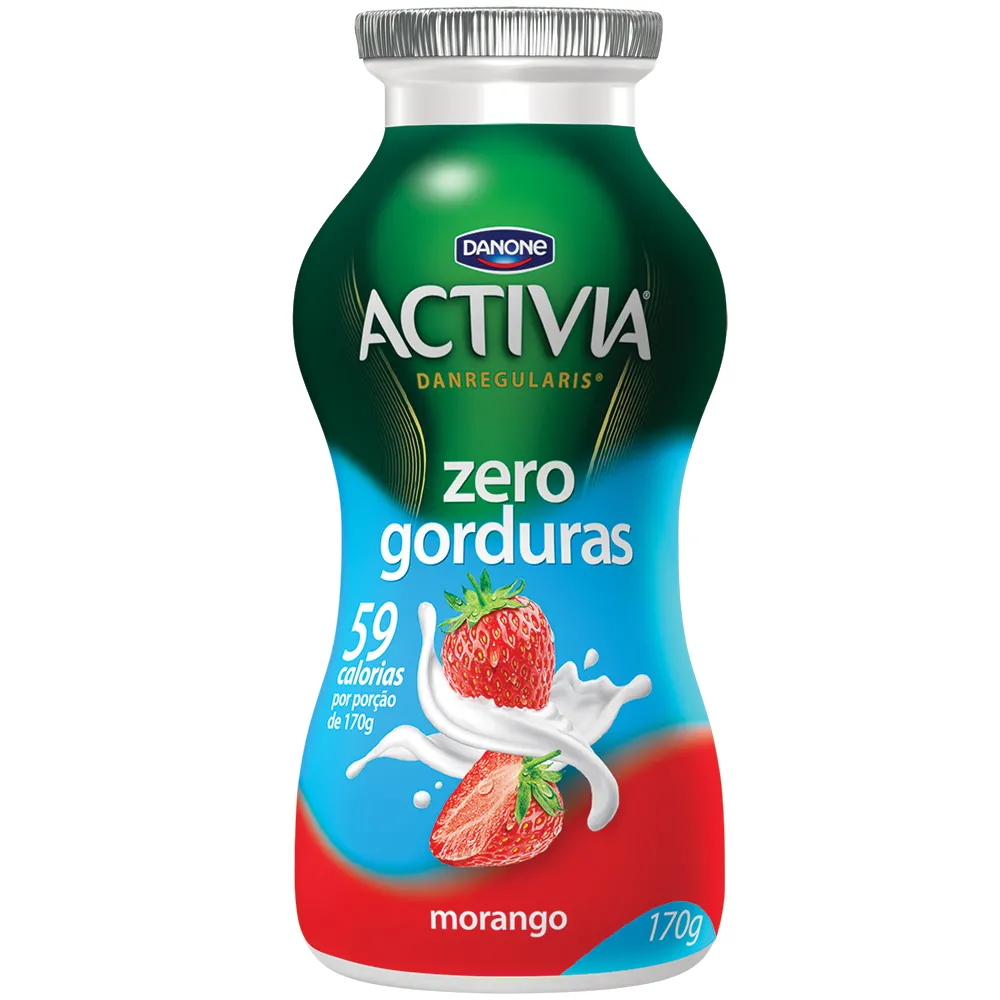 DANONE
ACTIVIA®
DANREGULARIS®
zero
gorduras
59
calorias
por porção
de 170g
morango
170g